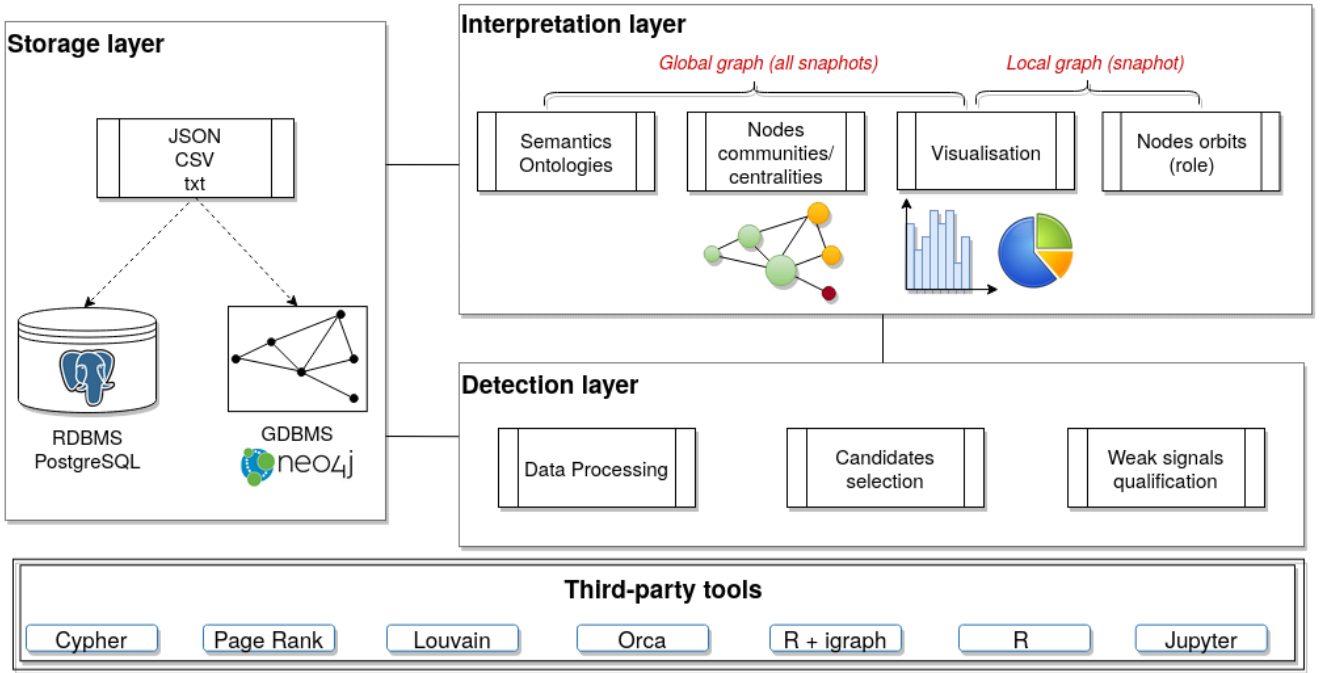 Storage layer
JSON
CSV
txt
RDBMS
PostgreSQL
GDBMS
neo4j
Interpretation layer
Global graph (all snaphots)
Local graph (snapshot)
Semantics
Ontologies
Nodes
communities/
centralities
Visualisation
Nodes orbits
(role)
Detection layer
Data Processing
Candidates
selection
Weak signals
qualification
Third-party tools
Cypher
Page Rank
Louvain
Orca
R + igraph
R
Jupyter